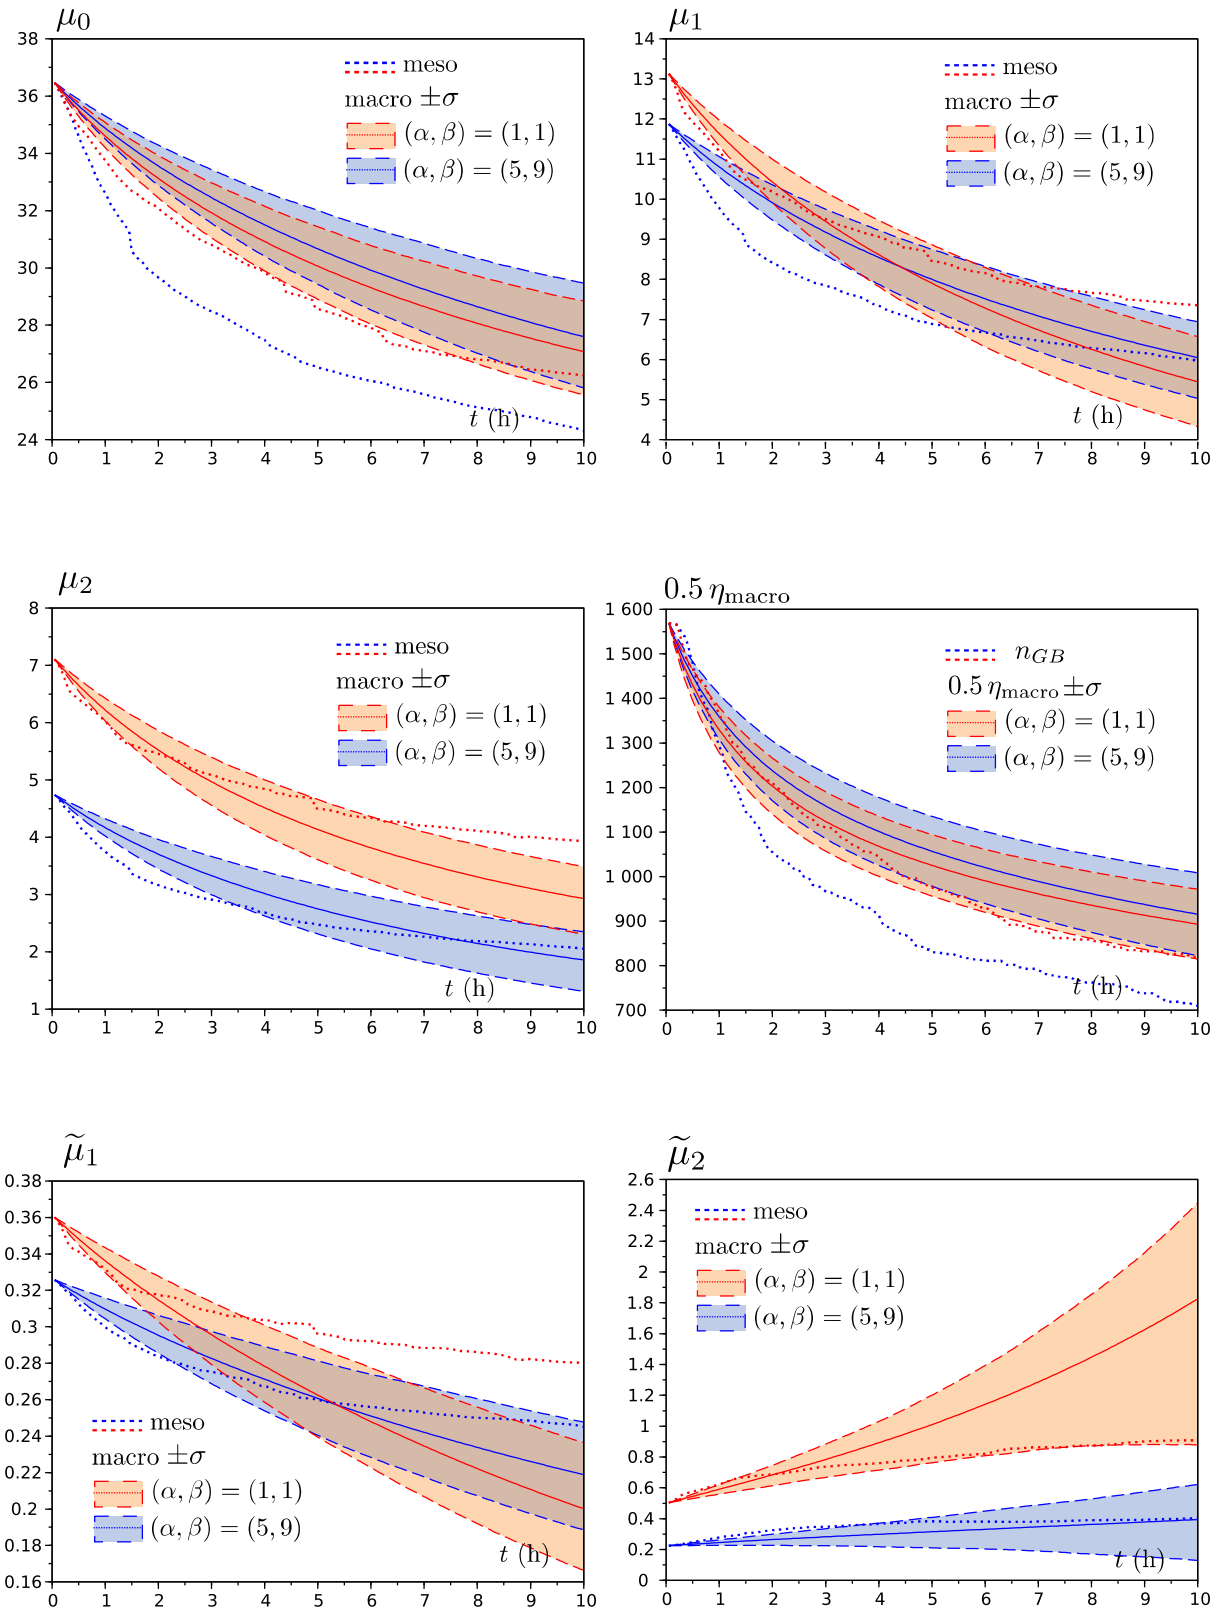 μ₀
38
36
34
32
30
28
26
24
0 1 2 3 4 5 6 7 8 9 10
meso
macro ±σ
(α, β) = (1, 1)
(α, β) = (5, 9)
t (h)
μ₁
14
13
12
11
10
9
8
7
6
5
4
0 1 2 3 4 5 6 7 8 9 10
meso
macro ±σ
(α, β) = (1, 1)
(α, β) = (5, 9)
t (h)
μ₂
8
7
6
5
4
3
2
1
0 1 2 3 4 5 6 7 8 9 10
meso
macro ±σ
(α, β) = (1, 1)
(α, β) = (5, 9)
t (h)
0.5 η_macro
1 600
1 500
1 400
1 300
1 200
1 100
1 000
900
800
700
0 1 2 3 4 5 6 7 8 9 10
n_GB
0.5 η_macro ±σ
(α, β) = (1, 1)
(α, β) = (5, 9)
t (h)
μ̃₁
0.38
0.36
0.34
0.32
0.3
0.28
0.26
0.24
0.22
0.2
0.18
0.16
0 1 2 3 4 5 6 7 8 9 10
meso
macro ±σ
(α, β) = (1, 1)
(α, β) = (5, 9)
t (h)
μ̃₂
2.6
2.4
2.2
2
1.8
1.6
1.4
1.2
1
0.8
0.6
0.4
0.2
0
0 1 2 3 4 5 6 7 8 9 10
meso
macro ±σ
(α, β) = (1, 1)
(α, β) = (5, 9)
t (h)